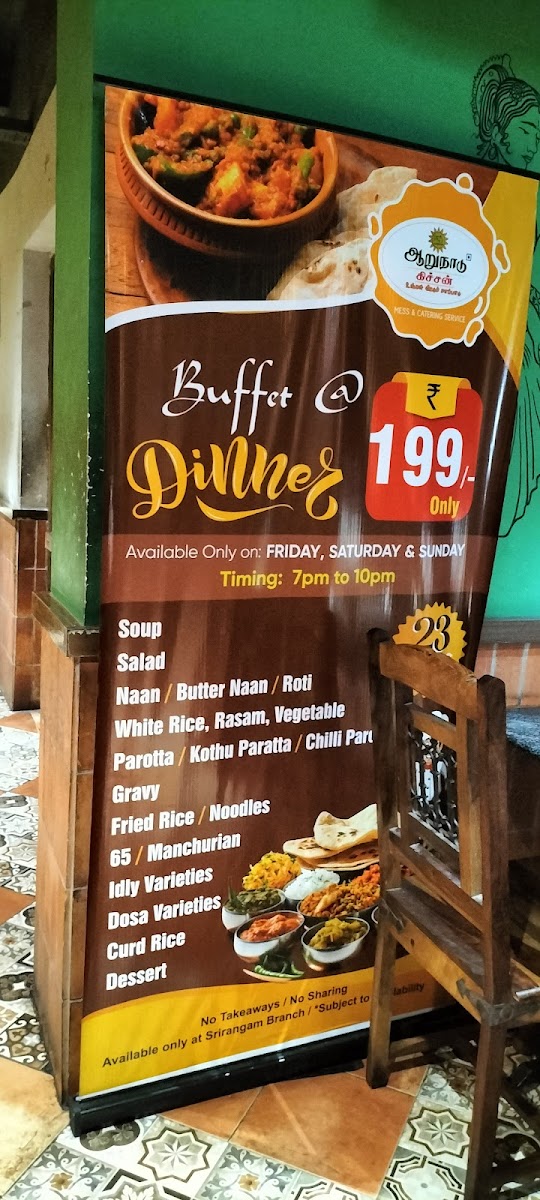 ஆறுநாடு
கிச்சன்
MESS & CATERING SERVICE
Buffet @
Dinner
₹
199/-
Only
Available Only on: FRIDAY, SATURDAY & SUNDAY
Timing: 7pm to 10pm
23
Soup
Salad
Naan / Butter Naan / Roti
White Rice, Rasam, Vegetable
Parotta / Kothu Paratta / Chilli
Gravy
Fried Rice / Noodles
65 / Manchurian
Idly Varieties
Dosa Varieties
Curd Rice
Dessert
No Takeaways / No Sharing
Available only at Srirangam Branch / *Subject to